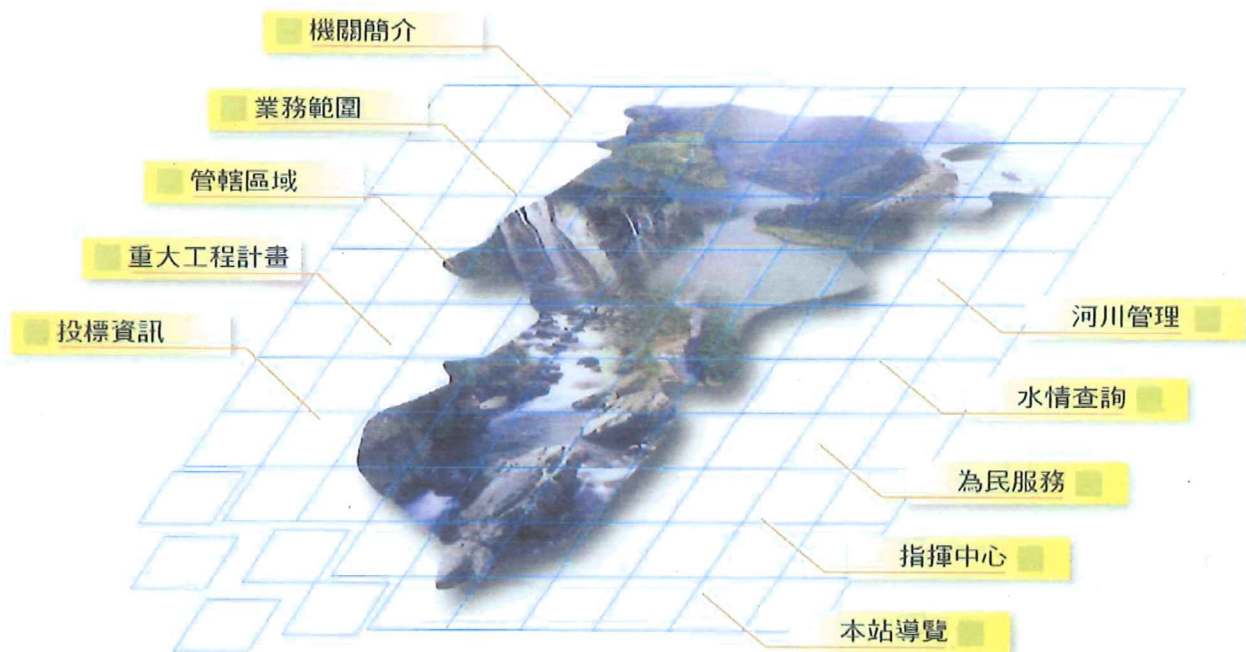 機關簡介
業務範圍
管轄區域
重大工程計畫
投標資訊
河川管理
水情查詢
為民服務
指揮中心
本站導覽